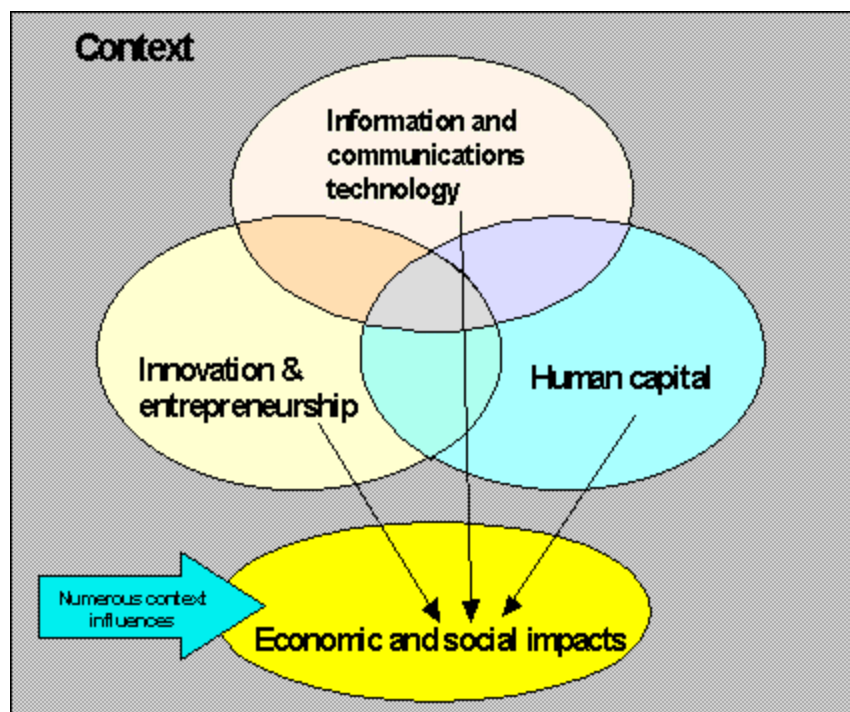 Context
Information and
communications
technology
Innovation &
entrepreneurship
Human capital
Numerous context
influences
Economic and social impacts